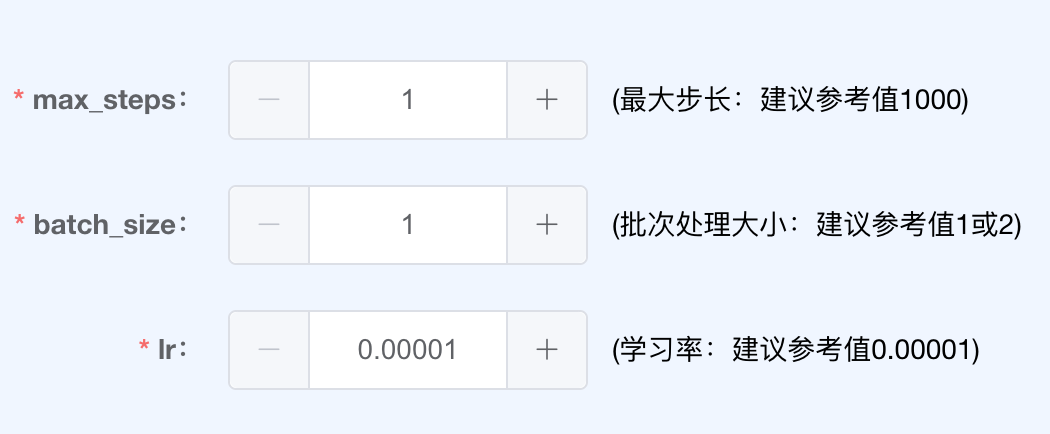 * max_steps： — 1 + (最大步长：建议参考值1000)
* batch_size： — 1 + (批次处理大小：建议参考值1或2)
* lr： — 0.00001 + (学习率：建议参考值0.00001)